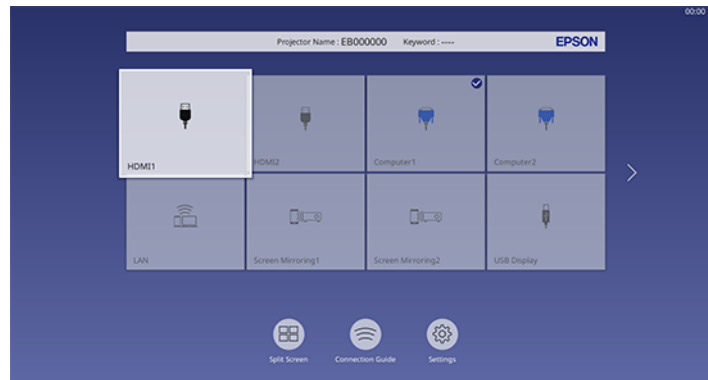 00:00
Projector Name : EB000000 Keyword : ---- EPSON
HDMI1 HDMI2 Computer1 Computer2
LAN Screen Mirroring1 Screen Mirroring2 USB Display
Split Screen Connection Guide Settings